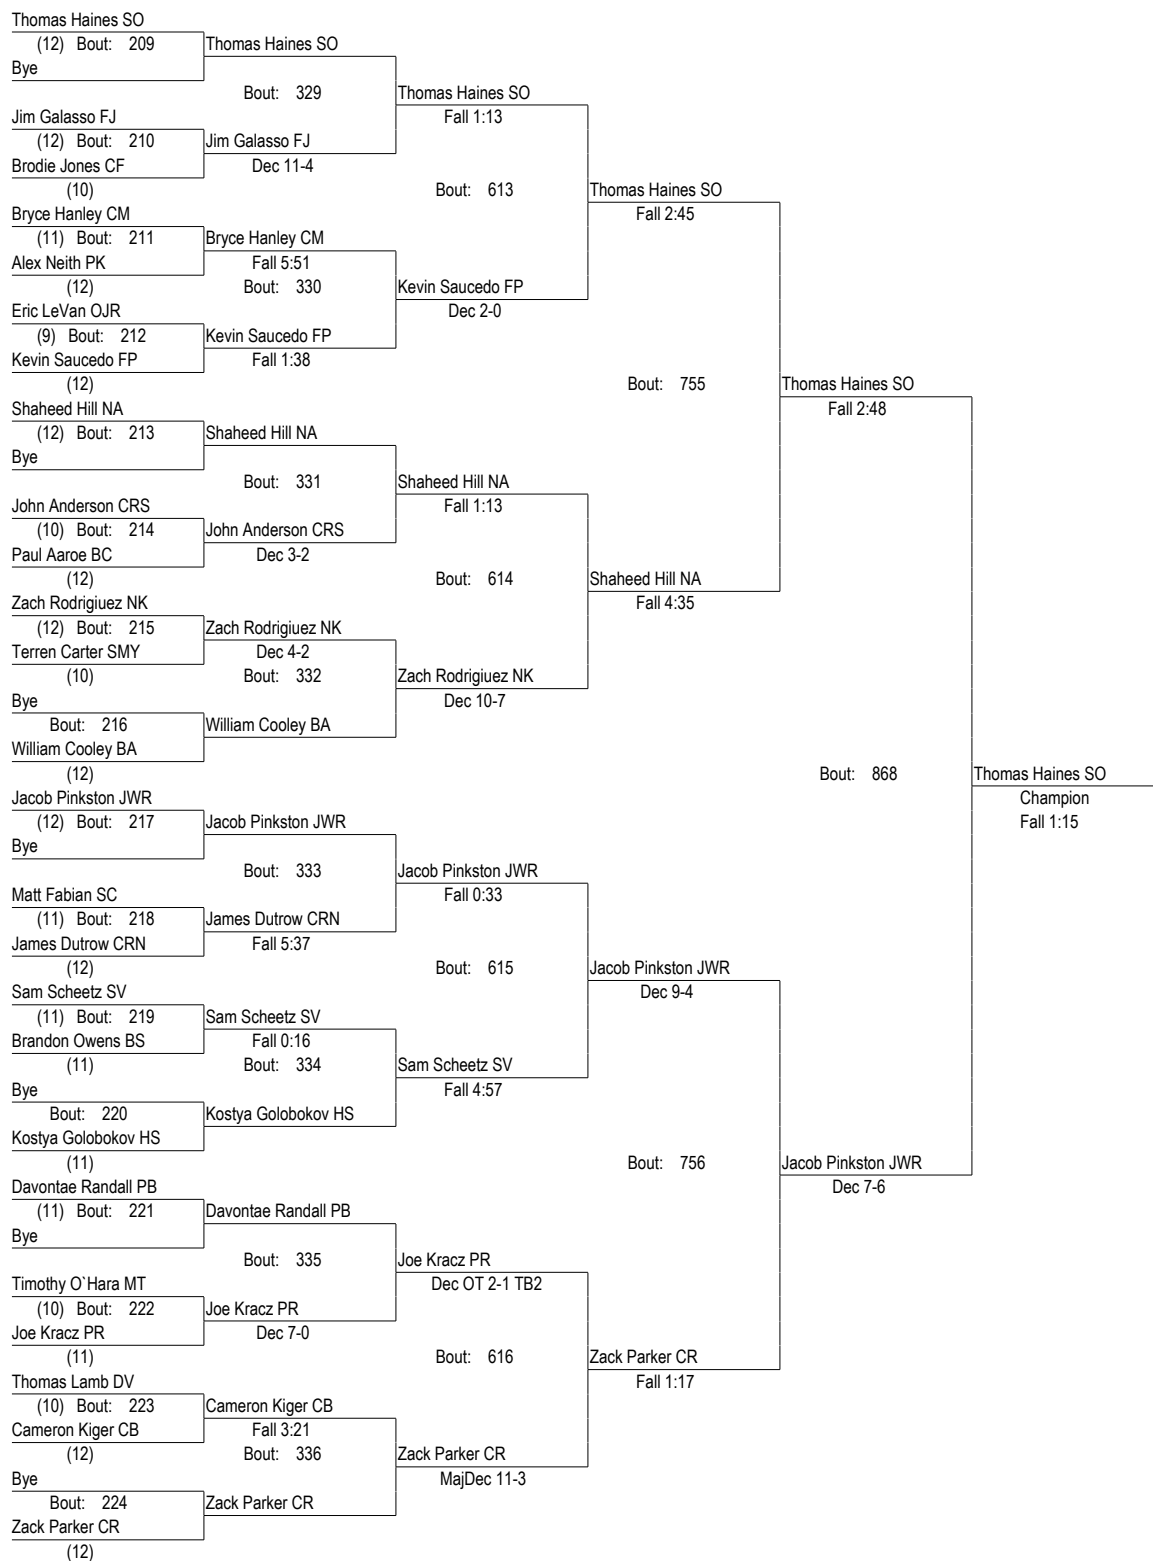 Thomas Haines SO
(12) Bout: 209 Thomas Haines SO
Bye
Bout: 329 Thomas Haines SO
Jim Galasso FJ Fall 1:13
(12) Bout: 210 Jim Galasso FJ
Brodie Jones CF Dec 11-4
(10) Bout: 613 Thomas Haines SO
Bryce Hanley CM Fall 2:45
(11) Bout: 211 Bryce Hanley CM
Alex Neith PK Fall 5:51
(12) Bout: 330 Kevin Saucedo FP
Eric LeVan OJR Dec 2-0
(9) Bout: 212 Kevin Saucedo FP
Kevin Saucedo FP Fall 1:38
(12) Bout: 755 Thomas Haines SO
Shaheed Hill NA Fall 2:48
(12) Bout: 213 Shaheed Hill NA
Bye
Bout: 331 Shaheed Hill NA
John Anderson CRS Fall 1:13
(10) Bout: 214 John Anderson CRS
Paul Aaroe BC Dec 3-2
(12) Bout: 614 Shaheed Hill NA
Zach Rodrigiuez NK Fall 4:35
(12) Bout: 215 Zach Rodrigiuez NK
Terren Carter SMY Dec 4-2
(10) Bout: 332 Zach Rodrigiuez NK
Bye Dec 10-7
Bout: 216 William Cooley BA
William Cooley BA
(12) Bout: 868 Thomas Haines SO
Jacob Pinkston JWR Champion
(12) Bout: 217 Jacob Pinkston JWR Fall 1:15
Bye
Bout: 333 Jacob Pinkston JWR
Matt Fabian SC Fall 0:33
(11) Bout: 218 James Dutrow CRN
James Dutrow CRN Fall 5:37
(12) Bout: 615 Jacob Pinkston JWR
Sam Scheetz SV Dec 9-4
(11) Bout: 219 Sam Scheetz SV
Brandon Owens BS Fall 0:16
(11) Bout: 334 Sam Scheetz SV
Bye Fall 4:57
Bout: 220 Kostya Golobokov HS
Kostya Golobokov HS
(11) Bout: 756 Jacob Pinkston JWR
Davontae Randall PB Dec 7-6
(11) Bout: 221 Davontae Randall PB
Bye
Bout: 335 Joe Kracz PR
Timothy O`Hara MT Dec OT 2-1 TB2
(10) Bout: 222 Joe Kracz PR
Joe Kracz PR Dec 7-0
(11) Bout: 616 Zack Parker CR
Thomas Lamb DV Fall 1:17
(10) Bout: 223 Cameron Kiger CB
Cameron Kiger CB Fall 3:21
(12) Bout: 336 Zack Parker CR
Bye MajDec 11-3
Bout: 224 Zack Parker CR
Zack Parker CR
(12)